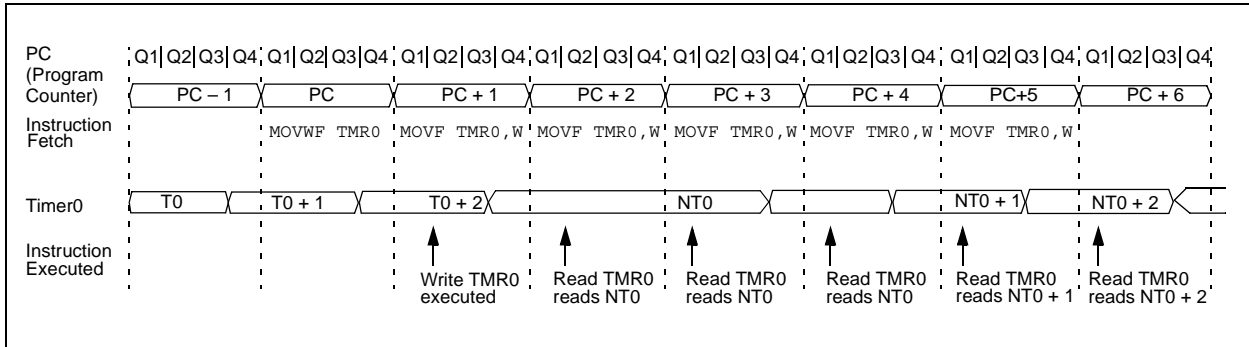 PC
(Program
Counter)
Q1 Q2 Q3 Q4 Q1 Q2 Q3 Q4 Q1 Q2 Q3 Q4 Q1 Q2 Q3 Q4 Q1 Q2 Q3 Q4 Q1 Q2 Q3 Q4 Q1 Q2 Q3 Q4 Q1 Q2 Q3 Q4
PC – 1 PC PC + 1 PC + 2 PC + 3 PC + 4 PC+5 PC + 6
Instruction
Fetch
MOVWF TMR0 MOVF TMR0,W MOVF TMR0,W MOVF TMR0,W MOVF TMR0,W MOVF TMR0,W
Timer0
T0 T0 + 1 T0 + 2 NT0 NT0 + 1 NT0 + 2
Instruction
Executed
Write TMR0
executed
Read TMR0
reads NT0
Read TMR0
reads NT0
Read TMR0
reads NT0
Read TMR0
reads NT0 + 1
Read TMR0
reads NT0 + 2